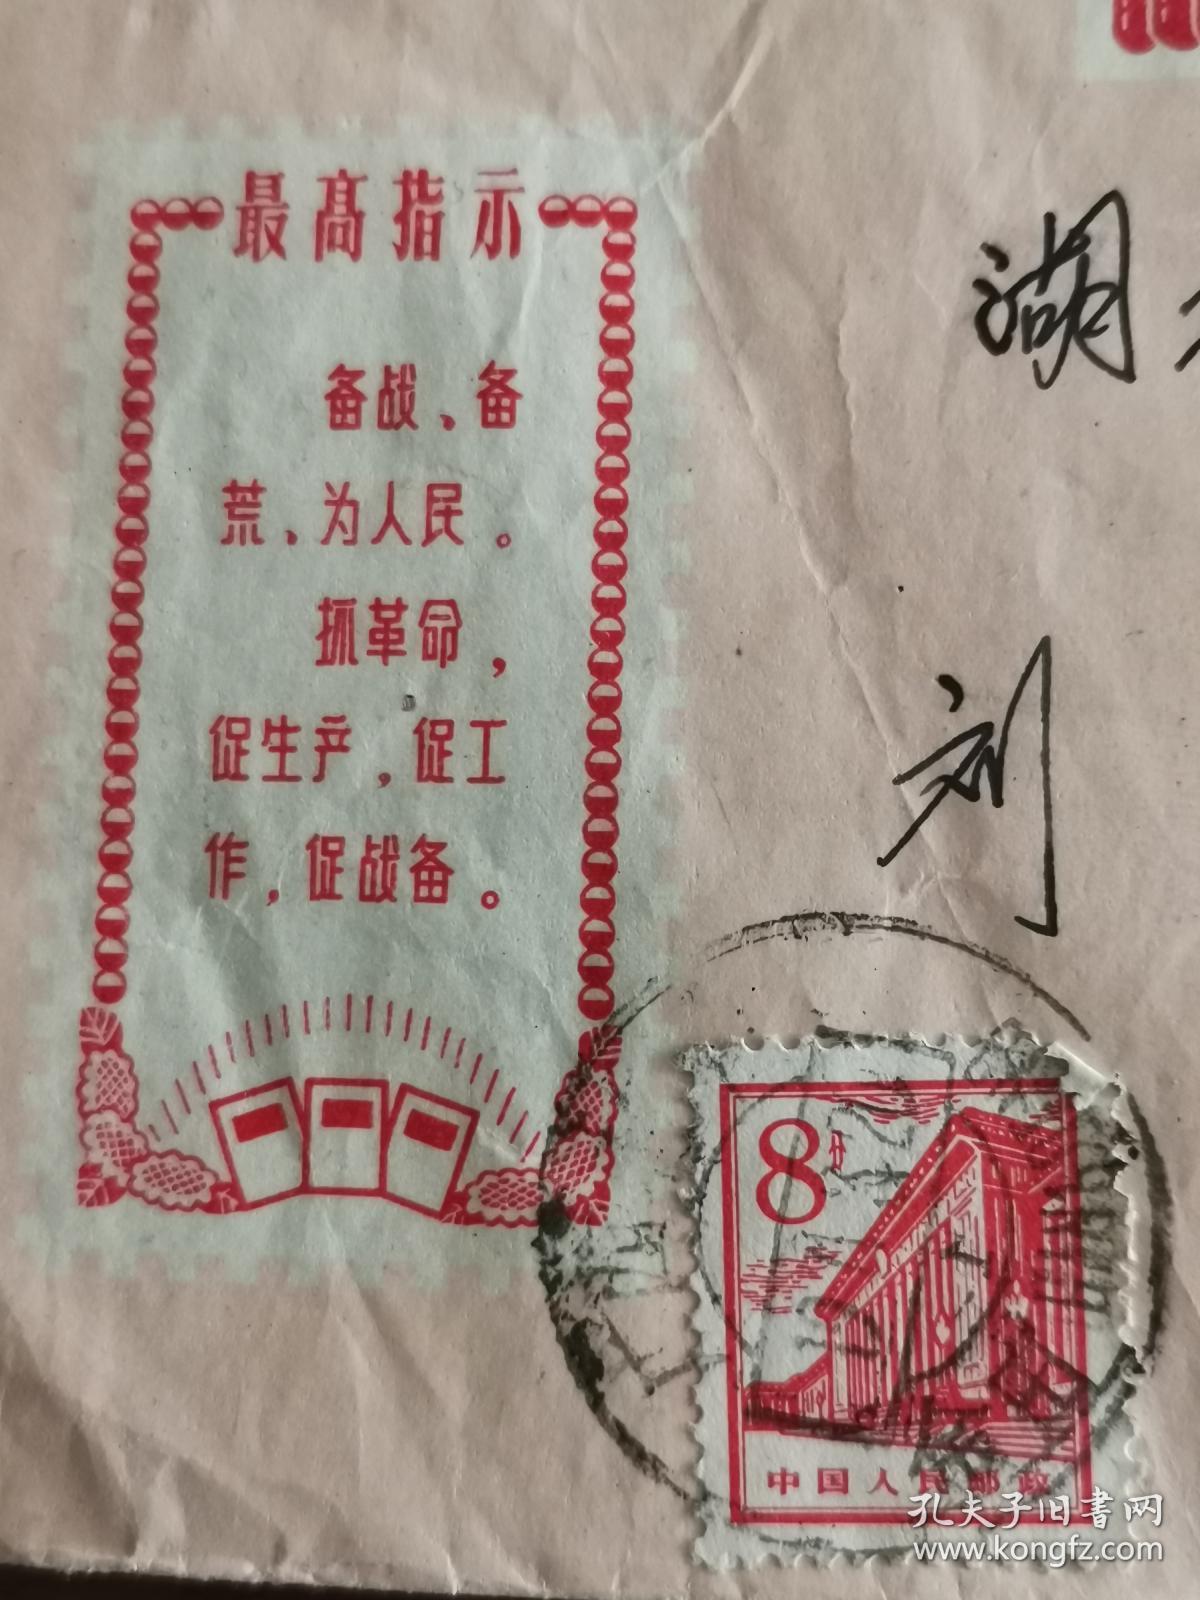 最高指示
备战、备
荒、为人民。
抓革命，
促生产，促工
作，促战备。
湖
刘
8分
中国人民邮政
孔夫子旧书网
www.kongfz.com